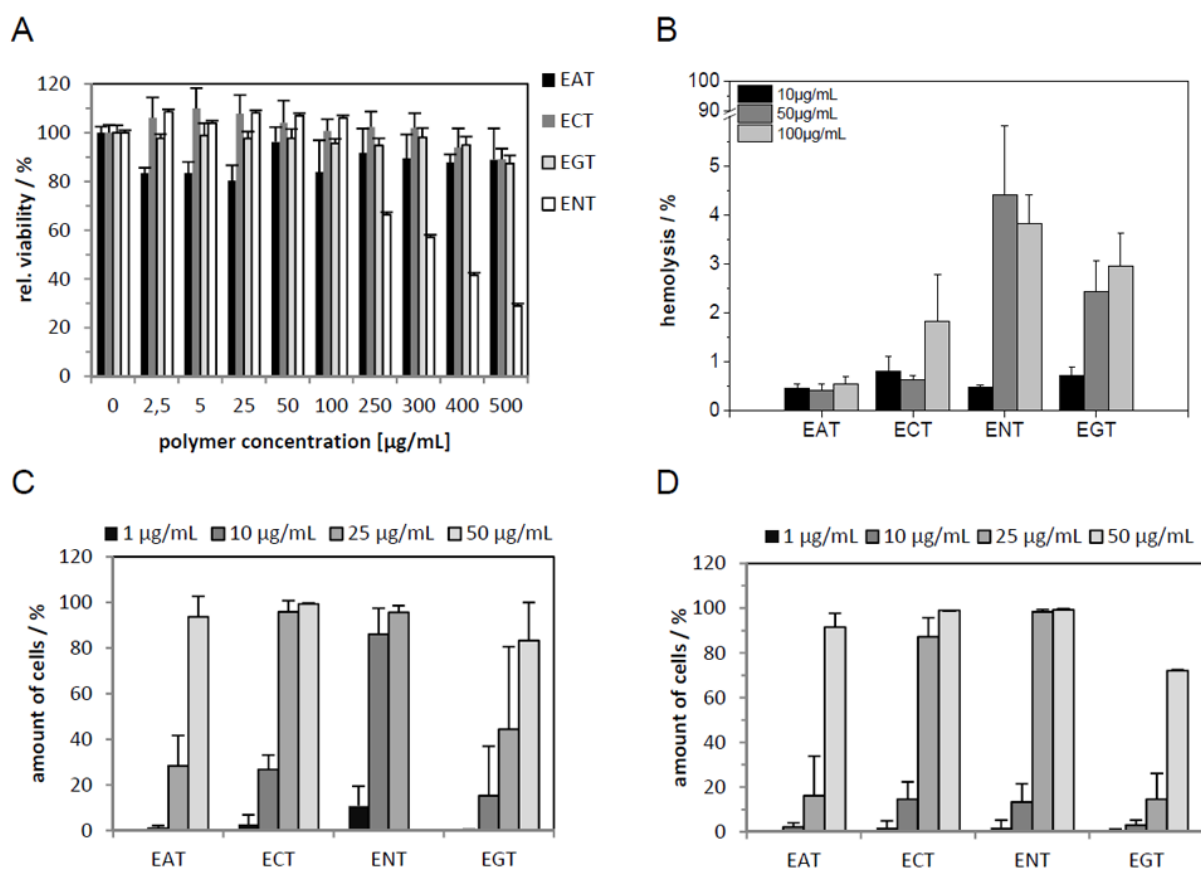 A
120
100
80
60
40
20
0
rel. viability / %
0 2,5 5 25 50 100 250 300 400 500
polymer concentration [µg/mL]
EAT
ECT
EGT
ENT
B
100
90
5
4
3
2
1
0
hemolysis / %
10µg/mL
50µg/mL
100µg/mL
EAT ECT ENT EGT
C
1 µg/mL 10 µg/mL 25 µg/mL 50 µg/mL
120
100
80
60
40
20
0
amount of cells / %
EAT ECT ENT EGT
D
1 µg/mL 10 µg/mL 25 µg/mL 50 µg/mL
120
100
80
60
40
20
0
amount of cells / %
EAT ECT ENT EGT